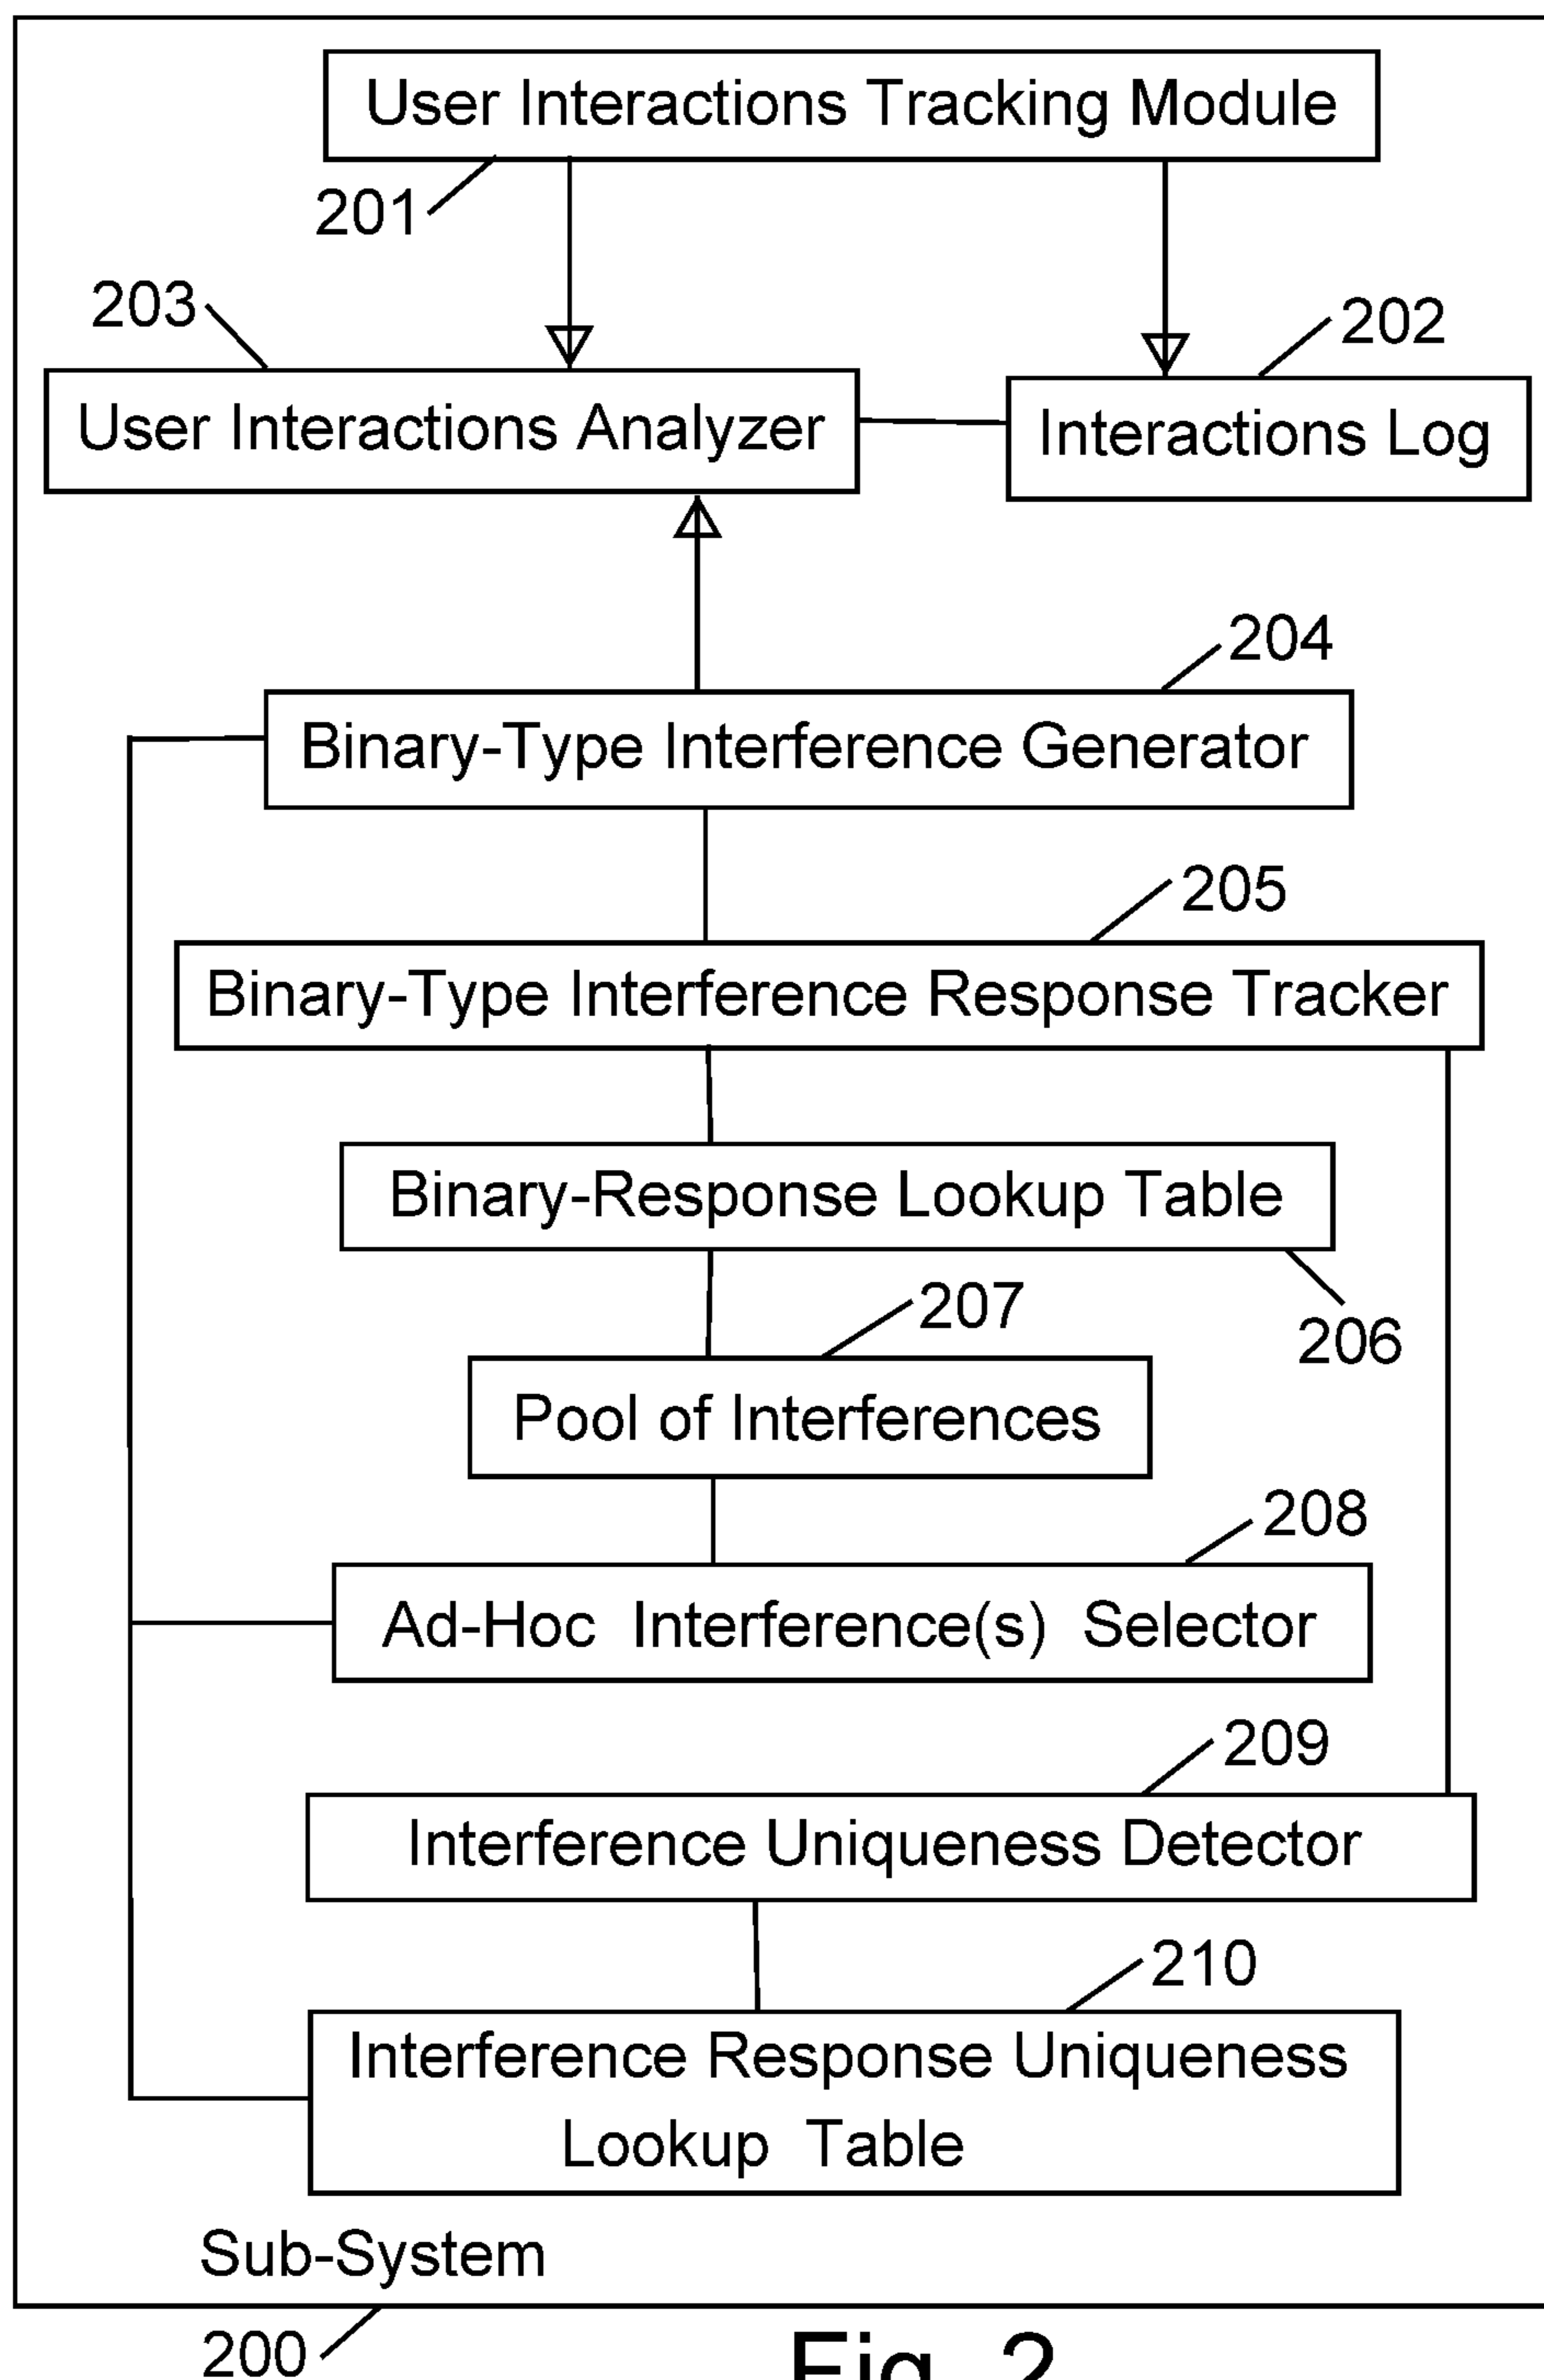 User Interactions Tracking Module
201
203
202
User Interactions Analyzer
Interactions Log
204
Binary-Type Interference Generator
205
Binary-Type Interference Response Tracker
Binary-Response Lookup Table
207
206
Pool of Interferences
208
Ad-Hoc Interference(s) Selector
209
Interference Uniqueness Detector
210
Interference Response Uniqueness
Lookup Table
Sub-System
200
Fig. 2